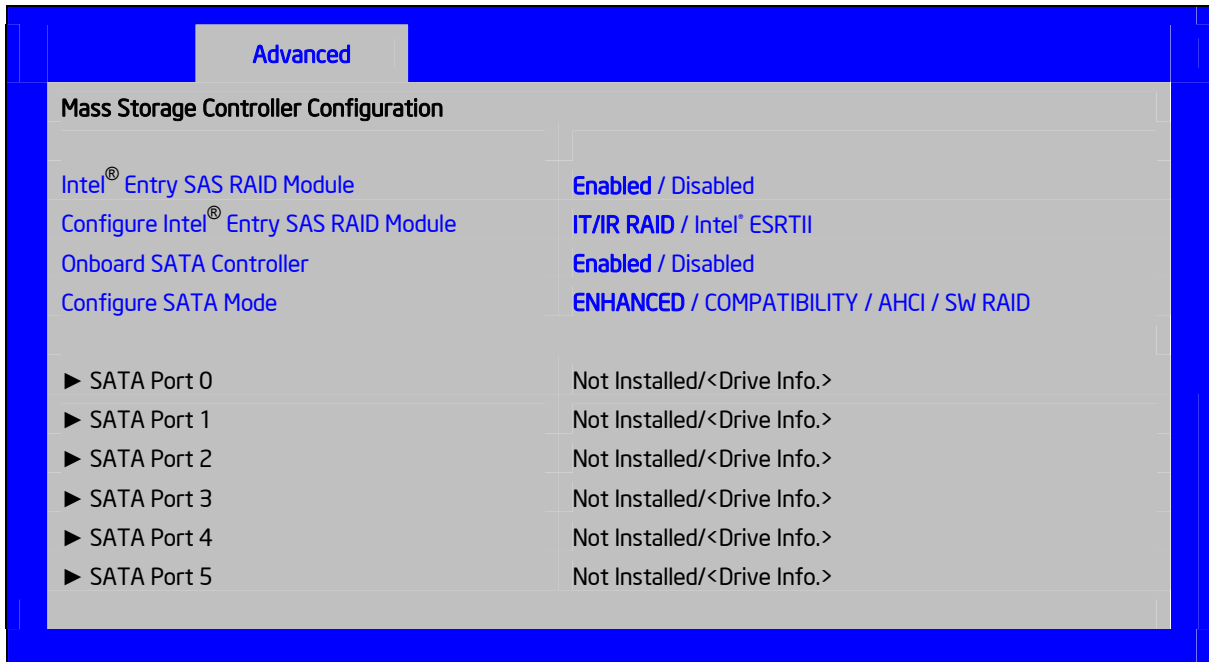 Advanced
Mass Storage Controller Configuration
Intel® Entry SAS RAID Module Enabled / Disabled
Configure Intel® Entry SAS RAID Module IT/IR RAID / Intel® ESRTII
Onboard SATA Controller Enabled / Disabled
Configure SATA Mode ENHANCED / COMPATIBILITY / AHCI / SW RAID
► SATA Port 0 Not Installed/<Drive Info.>
► SATA Port 1 Not Installed/<Drive Info.>
► SATA Port 2 Not Installed/<Drive Info.>
► SATA Port 3 Not Installed/<Drive Info.>
► SATA Port 4 Not Installed/<Drive Info.>
► SATA Port 5 Not Installed/<Drive Info.>